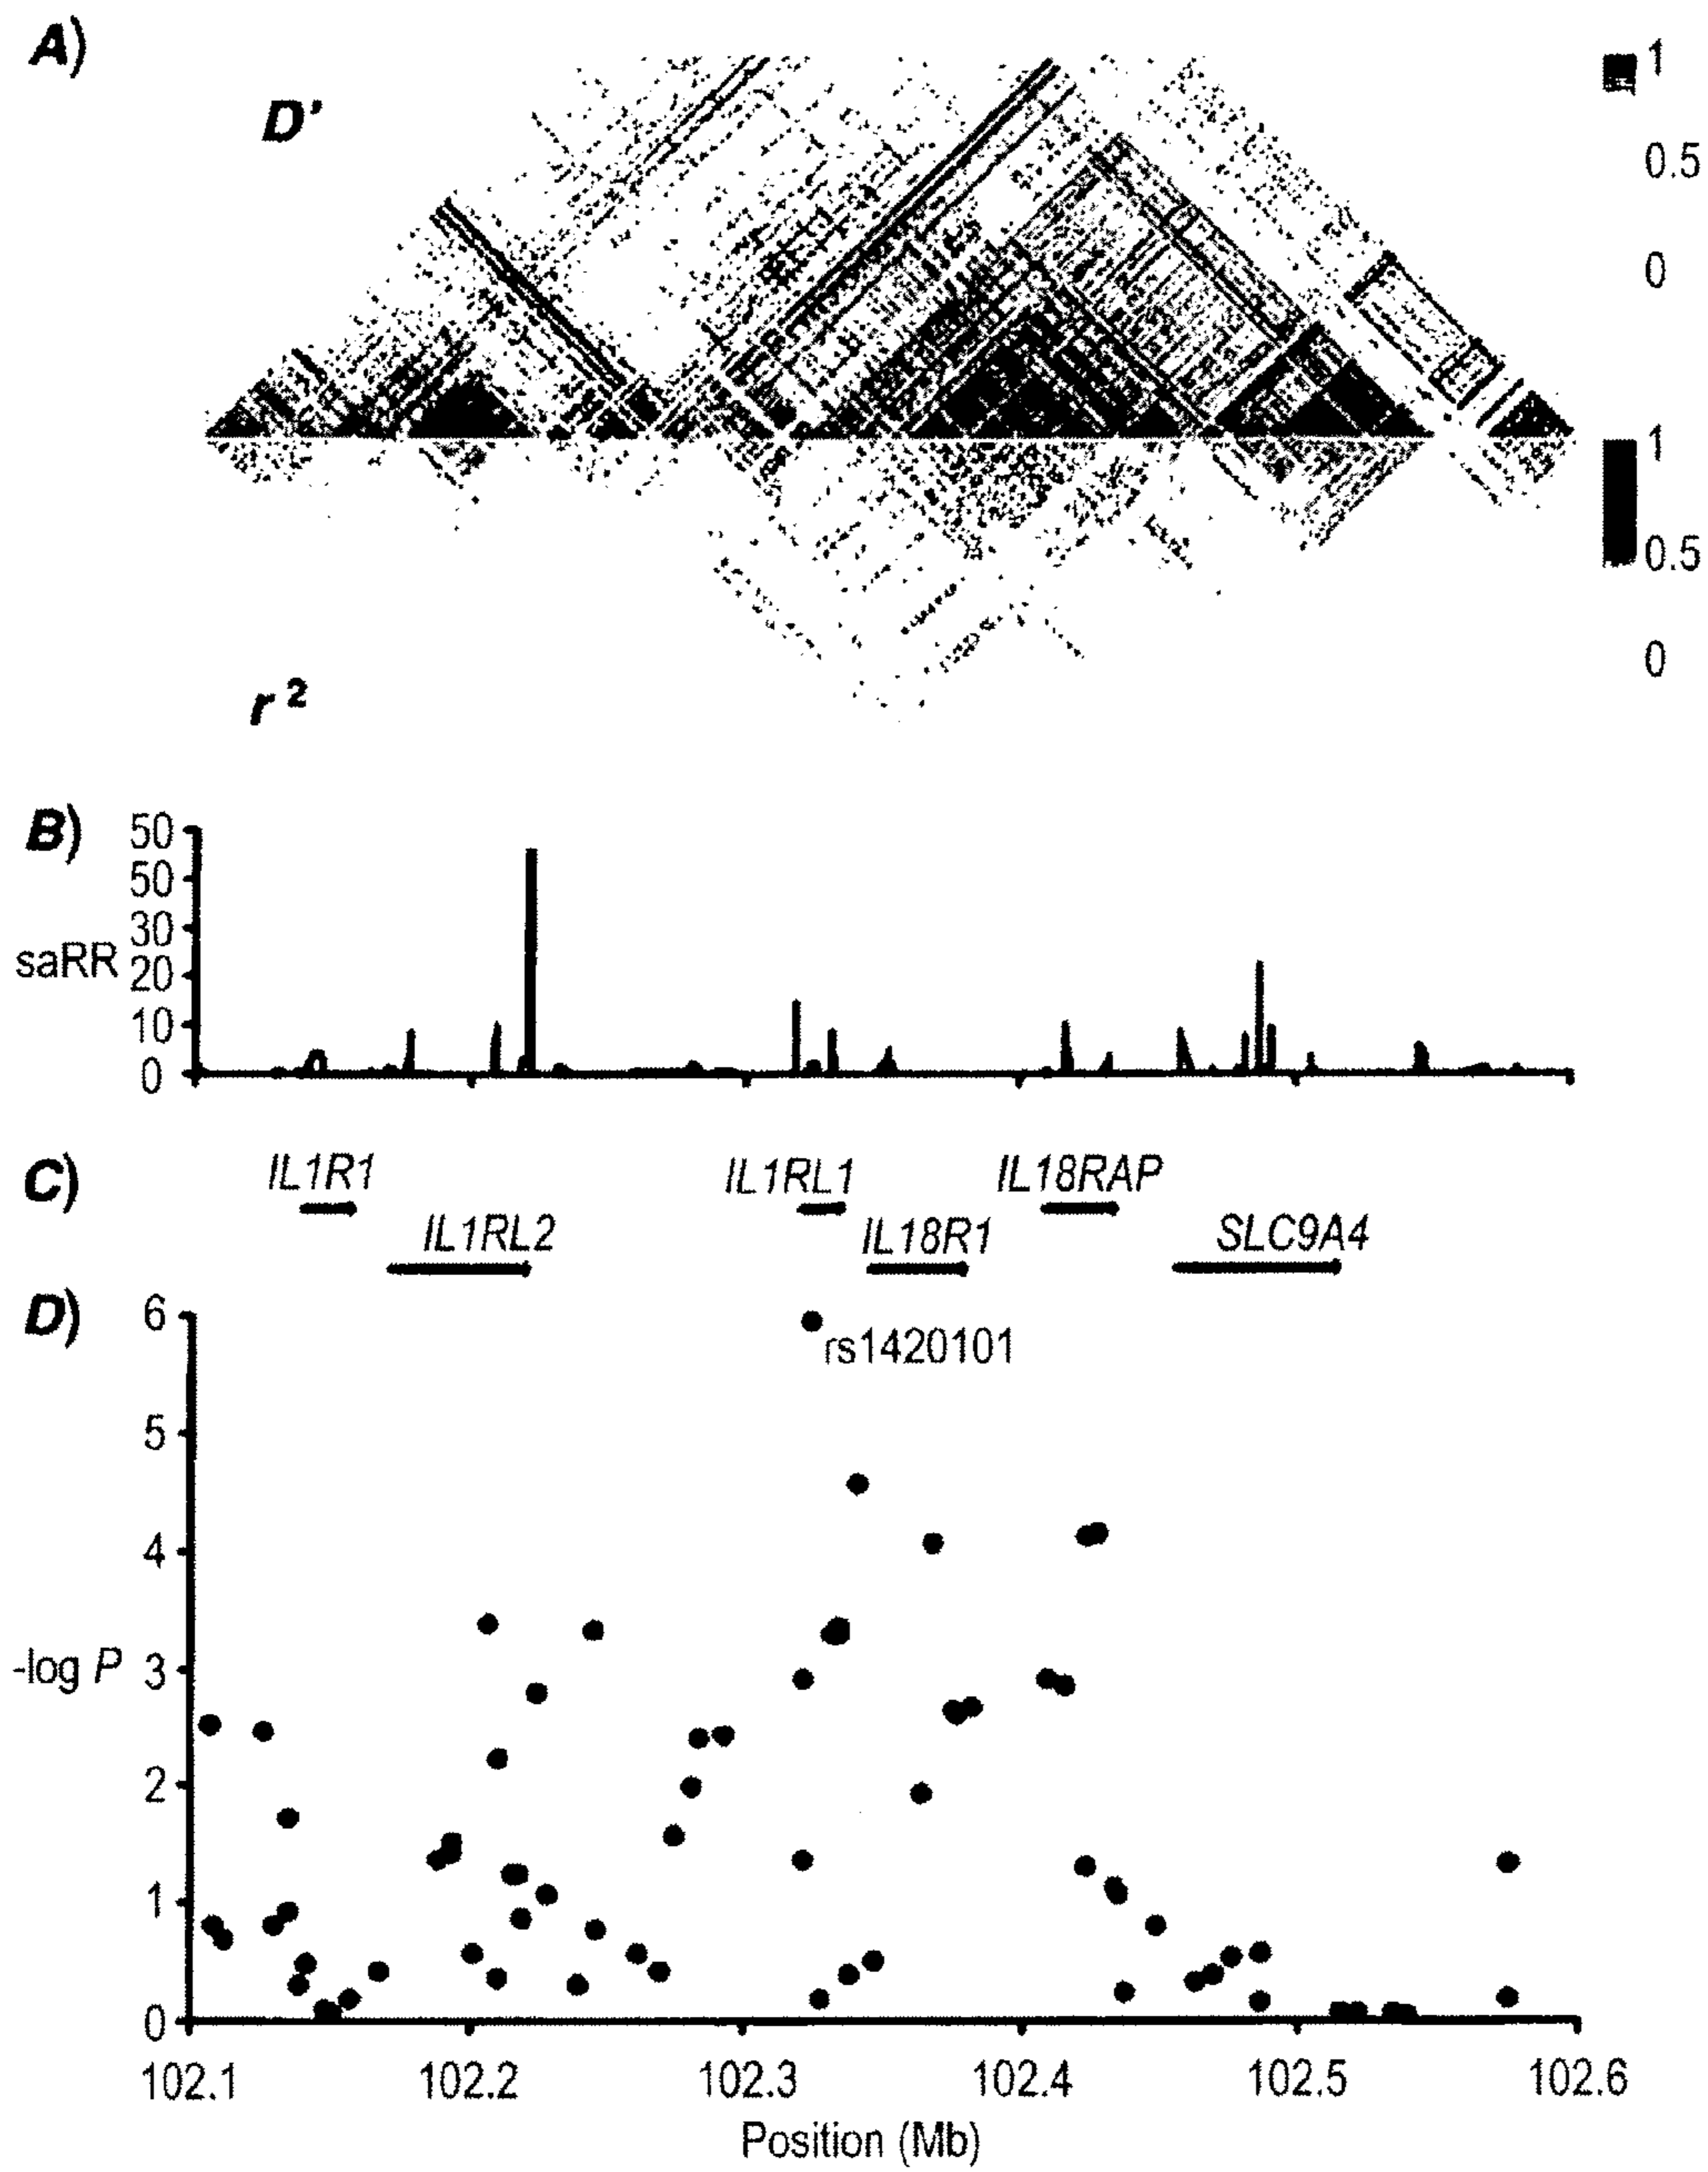 A)
D'
1
0.5
0
1
0.5
0
r 2
B)
50
50
30
saRR
20
10
0
C)
IL1R1
IL1RL1
IL18RAP
IL1RL2
IL18R1
SLC9A4
D)
6
rs1420101
5
4
-log P
3
2
1
0
102.1 102.2 102.3 102.4 102.5 102.6
Position (Mb)